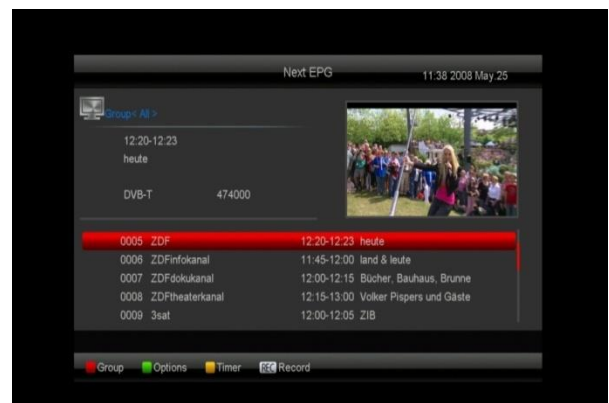 Next EPG
11:38 2008 May.25
Group< All >
12:20-12:23
heute
DVB-T 474000
0005 ZDF 12:20-12:23 heute
0006 ZDFinfokanal 11:45-12:00 land & leute
0007 ZDFdokukanal 12:00-12:15 Bücher, Bauhaus, Brunne
0008 ZDFtheaterkanal 12:15-13:00 Volker Pispers und Gäste
0009 3sat 12:00-12:05 ZIB
Group Options Timer REC Record